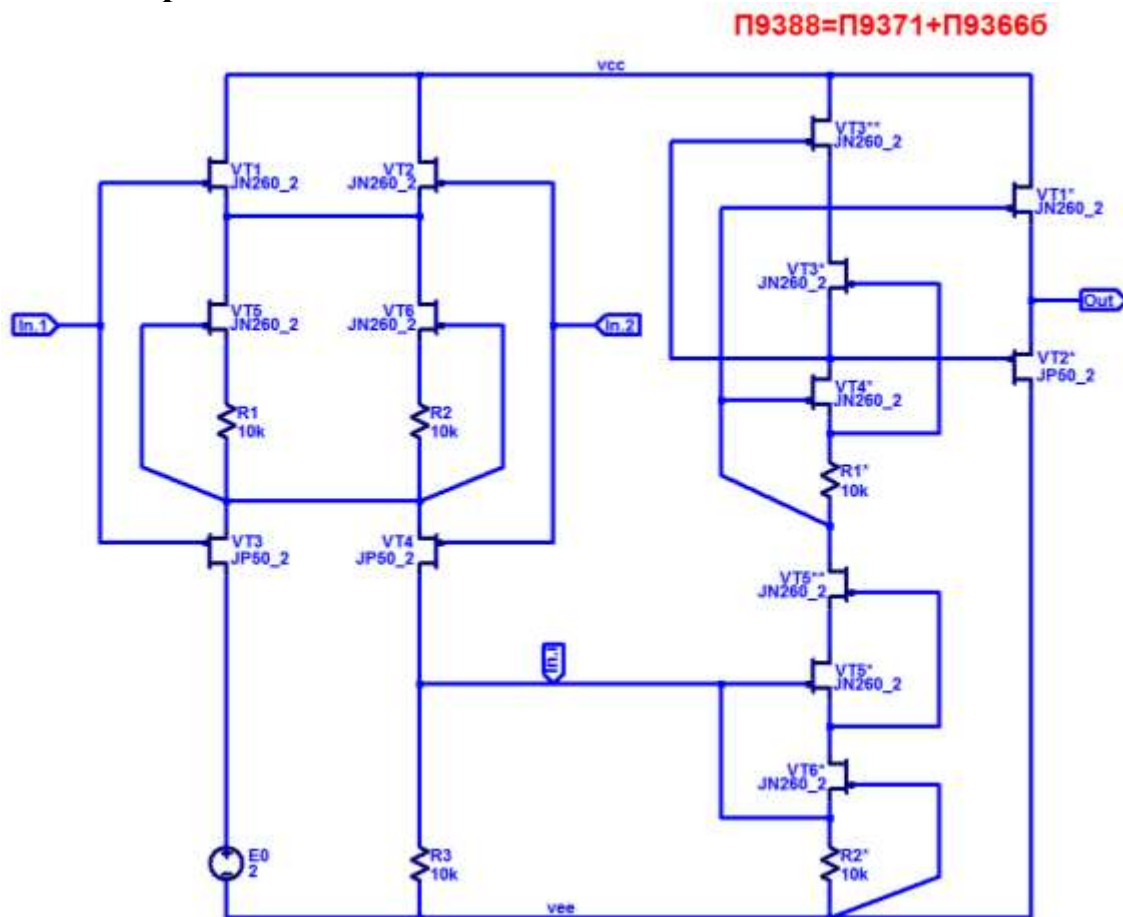 П9388=П9371+П9366б
vcc
VT3**
JN260_2
VT1
JN260_2
VT2
JN260_2
VT1*
JN260_2
VT3*
JN260_2
In.1
VT5
JN260_2
VT6
JN260_2
In.2
Out
VT2*
JP50_2
VT4*
JN260_2
R1
10k
R2
10k
R1*
10k
VT3
JP50_2
VT4
JP50_2
VT5**
JN260_2
In.i
VT5*
JN260_2
VT6*
JN260_2
E0
2
R3
10k
R2*
10k
vee